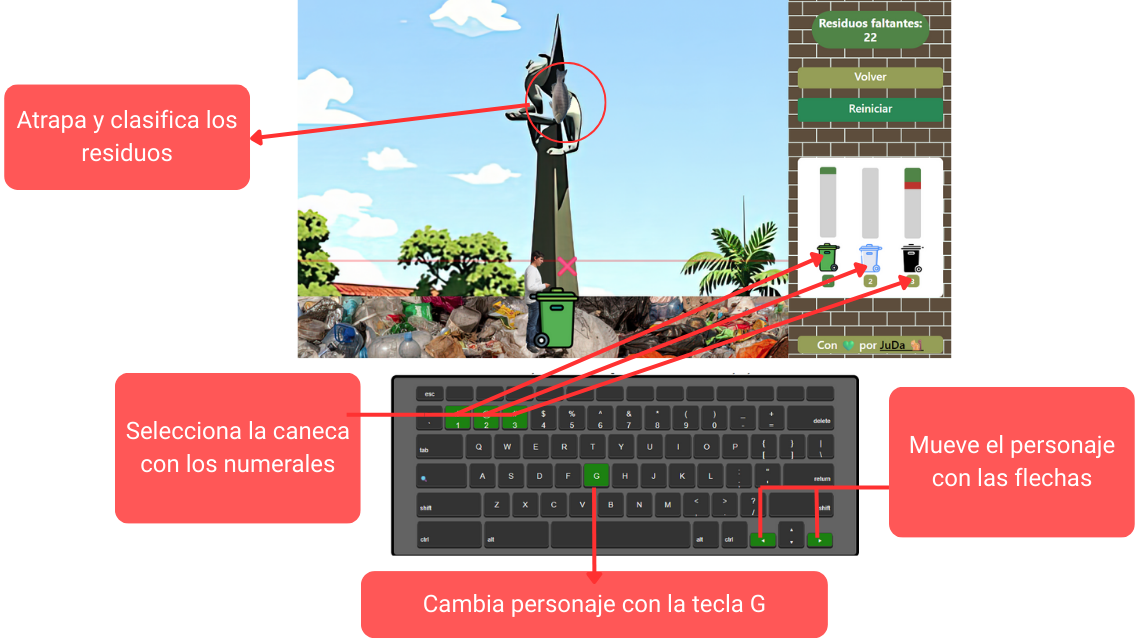 Residuos faltantes:
22
Volver
Reiniciar
Atrapa y clasifica los
residuos
2
3
Con 💚 por JuDa 👋🏽
Selecciona la caneca
con los numerales
Mueve el personaje
con las flechas
esc
$ % ^ & * ( ) _ +
1 2 3 4 5 6 7 8 9 0 - = delete
tab Q W E R T Y U I O P { [ } ] | \
A S D F G H J K L : ; " ' return
shift Z X C V B N M < , > . ? / shift
ctrl alt alt ctrl
Cambia personaje con la tecla G